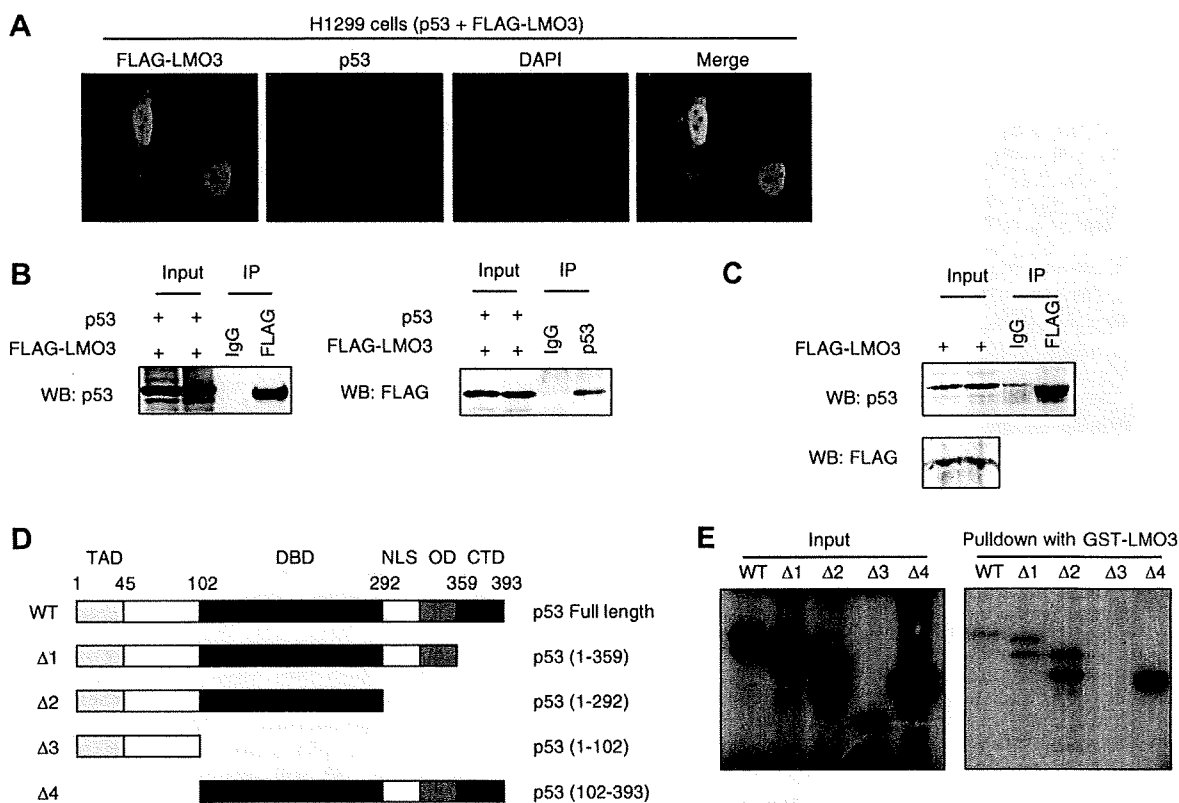 A
H1299 cells (p53 + FLAG-LMO3)
FLAG-LMO3 p53 DAPI Merge
B
Input IP
p53 + +
FLAG-LMO3 + + IgG FLAG
WB: p53
Input IP
p53 + +
FLAG-LMO3 + + IgG p53
WB: FLAG
C
Input IP
FLAG-LMO3 + + IgG FLAG
WB: p53
WB: FLAG
D
TAD DBD NLS OD CTD
1 45 102 292 359 393
WT p53 Full length
Δ1 p53 (1-359)
Δ2 p53 (1-292)
Δ3 p53 (1-102)
Δ4 p53 (102-393)
E
Input Pulldown with GST-LMO3
WT Δ1 Δ2 Δ3 Δ4 WT Δ1 Δ2 Δ3 Δ4